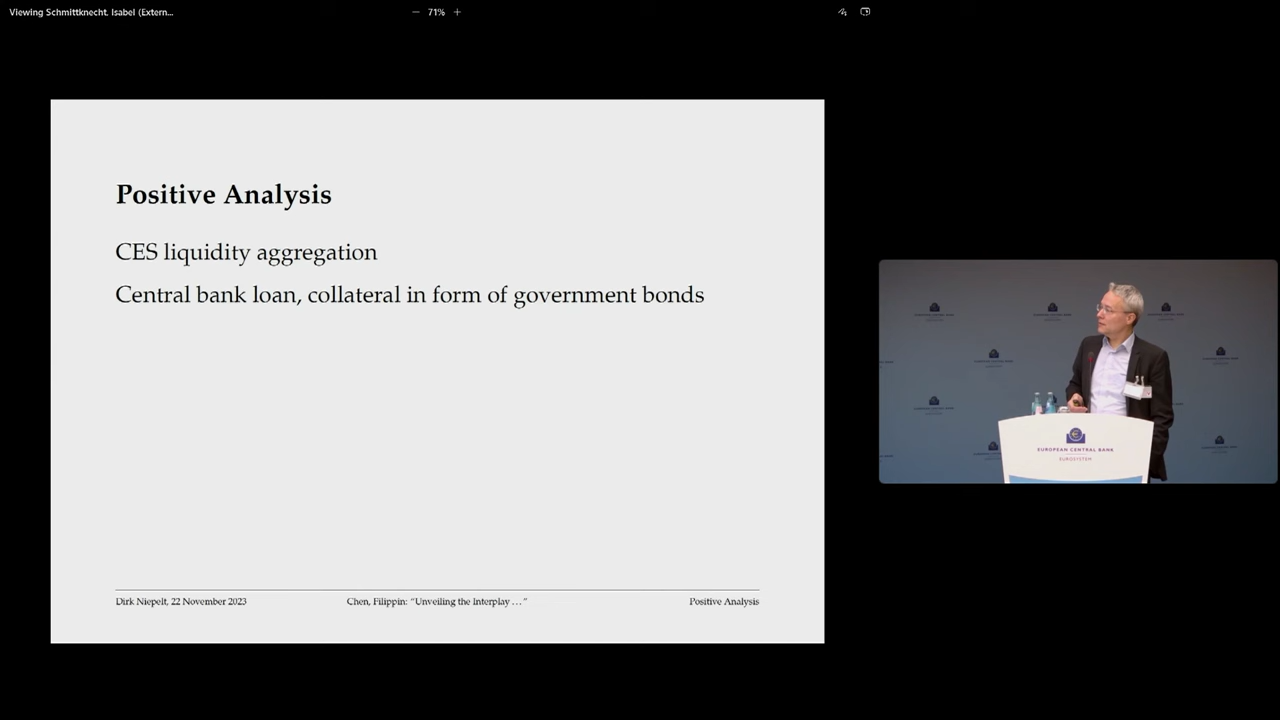 Viewing Schmittknecht, Isabel (Extern...
71%
Positive Analysis
CES liquidity aggregation
Central bank loan, collateral in form of government bonds
Dirk Niepelt, 22 November 2023
Chen, Filippin: “Unveiling the Interplay …”
Positive Analysis
EUROPEAN CENTRAL BANK
EUROSYSTEM